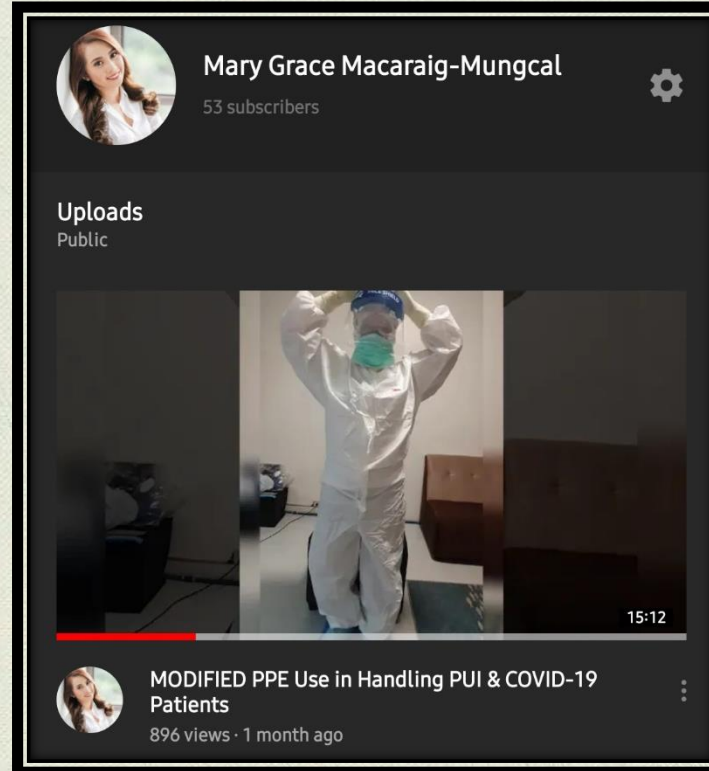 Mary Grace Macaraig-Mungcal
53 subscribers
Uploads
Public
15:12
MODIFIED PPE Use in Handling PUI & COVID-19
Patients
896 views · 1 month ago